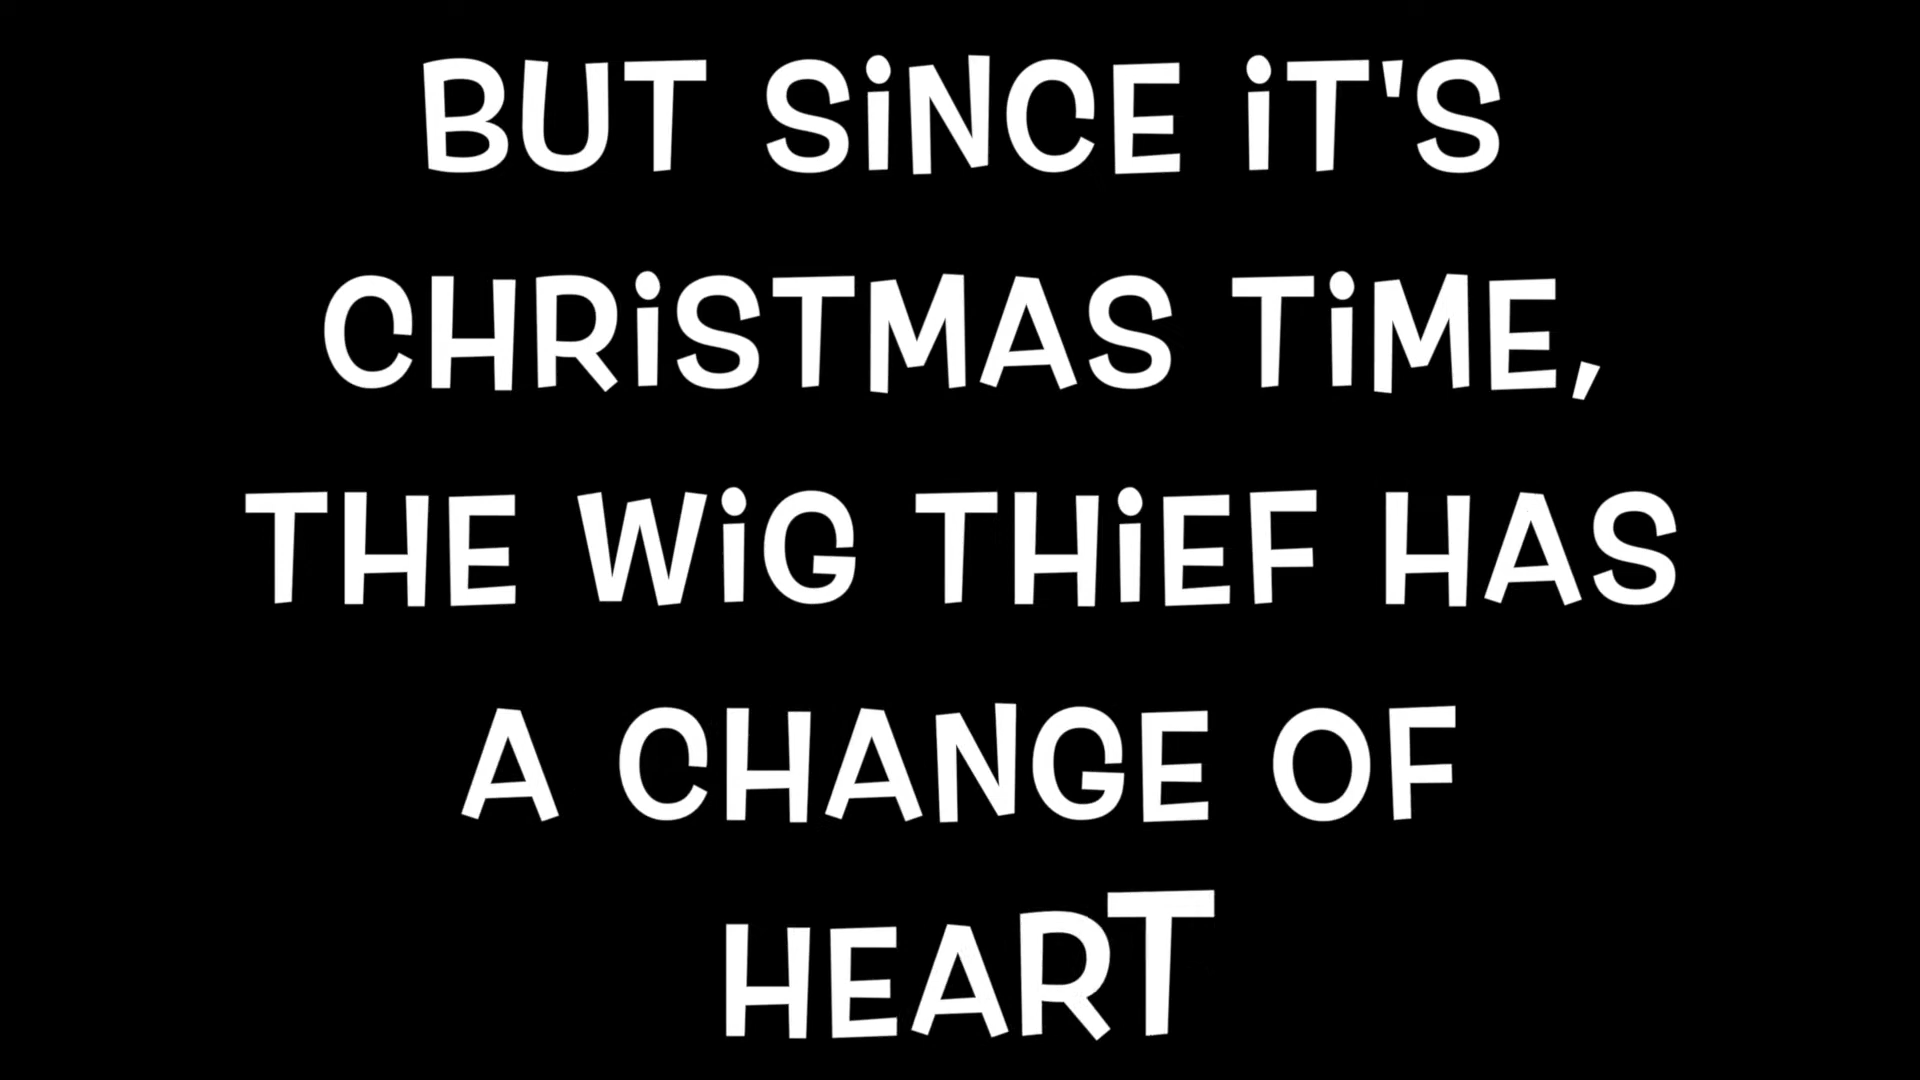 BUT SiNCE iT'S
CHRiSTMAS TiME,
THE WiG THiEF HAS
A CHANGE OF
HEART